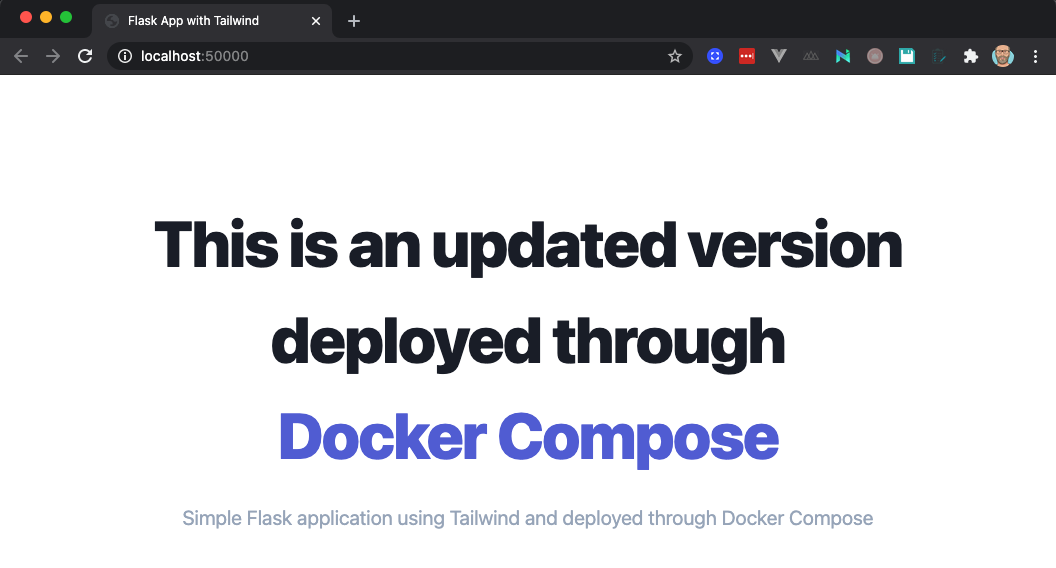 Flask App with Tailwind
localhost:50000
This is an updated version
deployed through
Docker Compose
Simple Flask application using Tailwind and deployed through Docker Compose